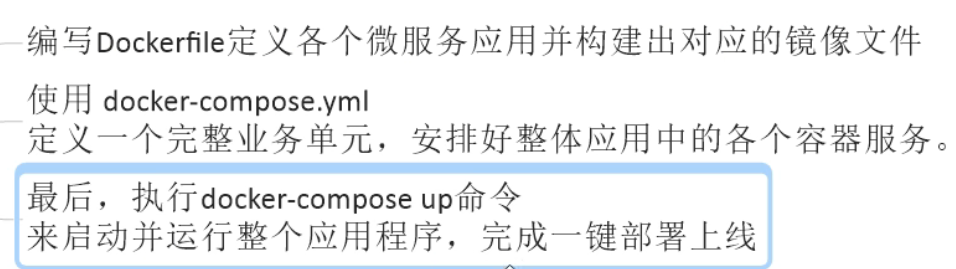 编写Dockerfile定义各个微服务应用并构建出对应的镜像文件
使用 docker-compose.yml
定义一个完整业务单元，安排好整体应用中的各个容器服务。
最后，执行docker-compose up命令
来启动并运行整个应用程序，完成一键部署上线